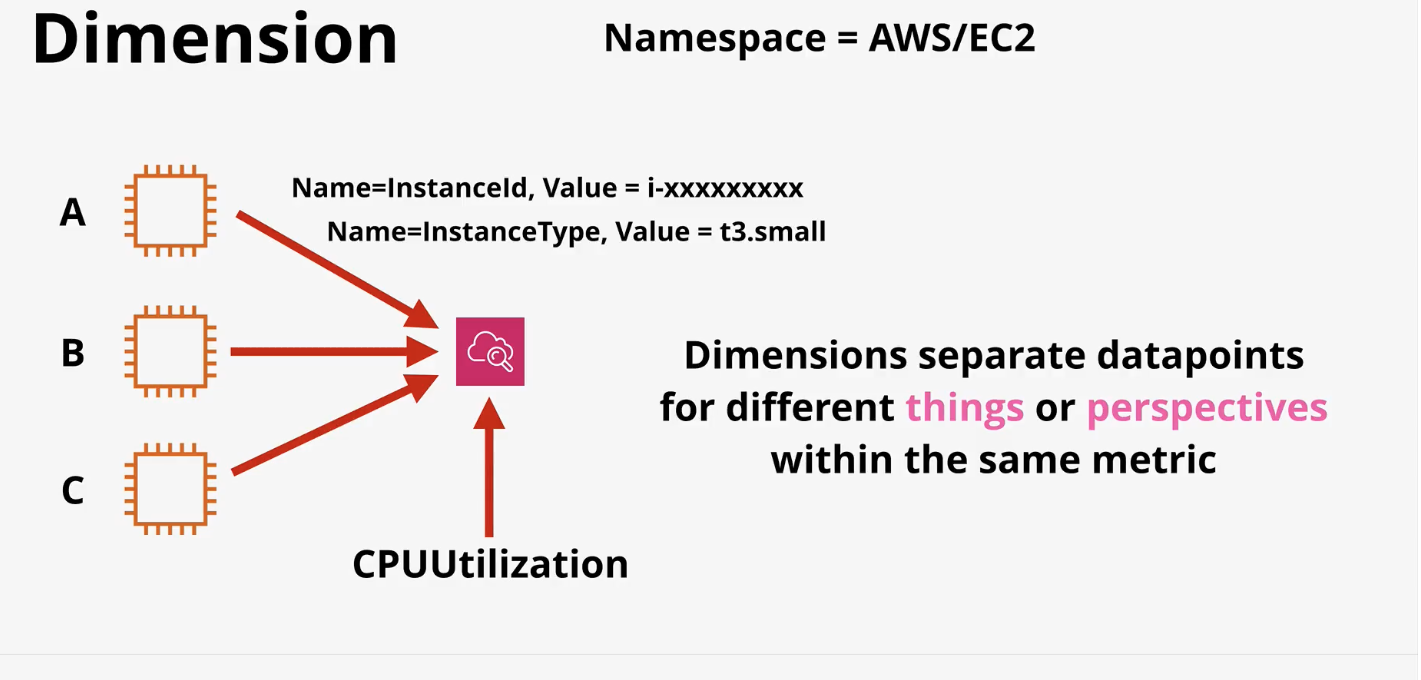 Dimension
Namespace = AWS/EC2
A
Name=InstanceId, Value = i-xxxxxxxxx
Name=InstanceType, Value = t3.small
B
Dimensions separate datapoints
for different things or perspectives
within the same metric
C
CPUUtilization